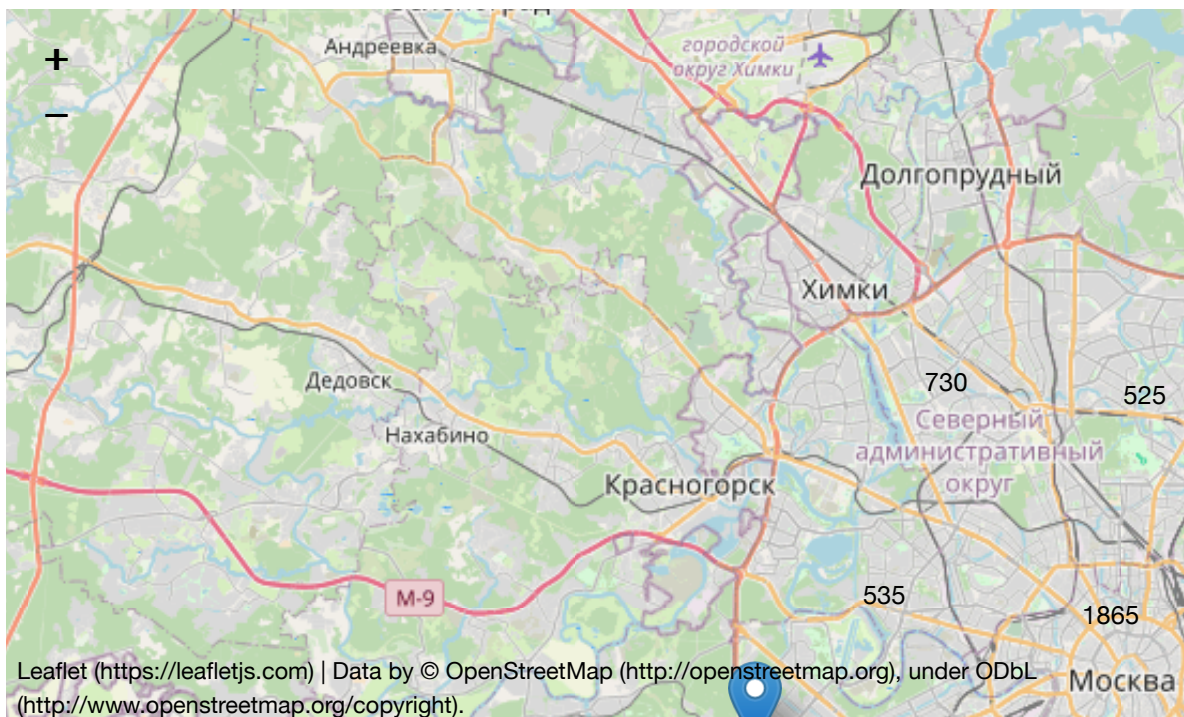 +
Андреевка
городской
округ Химки
–
Долгопрудный
Химки
730
525
Дедовск
Северный
административный
округ
Нахабино
Красногорск
М-9
535
1865
Leaflet (https://leafletjs.com) | Data by © OpenStreetMap (http://openstreetmap.org), under ODbL
(http://www.openstreetmap.org/copyright).
Москва